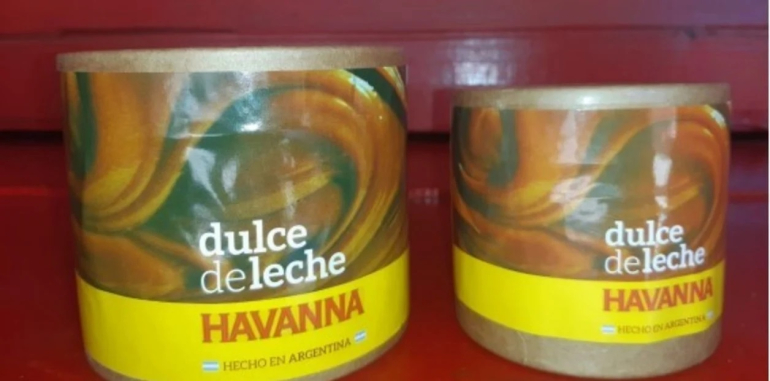 dulce
deleche
HAVANNA
HECHO EN ARGENTINA
dulce
deleche
HAVANNA
HECHO EN ARGENTINA